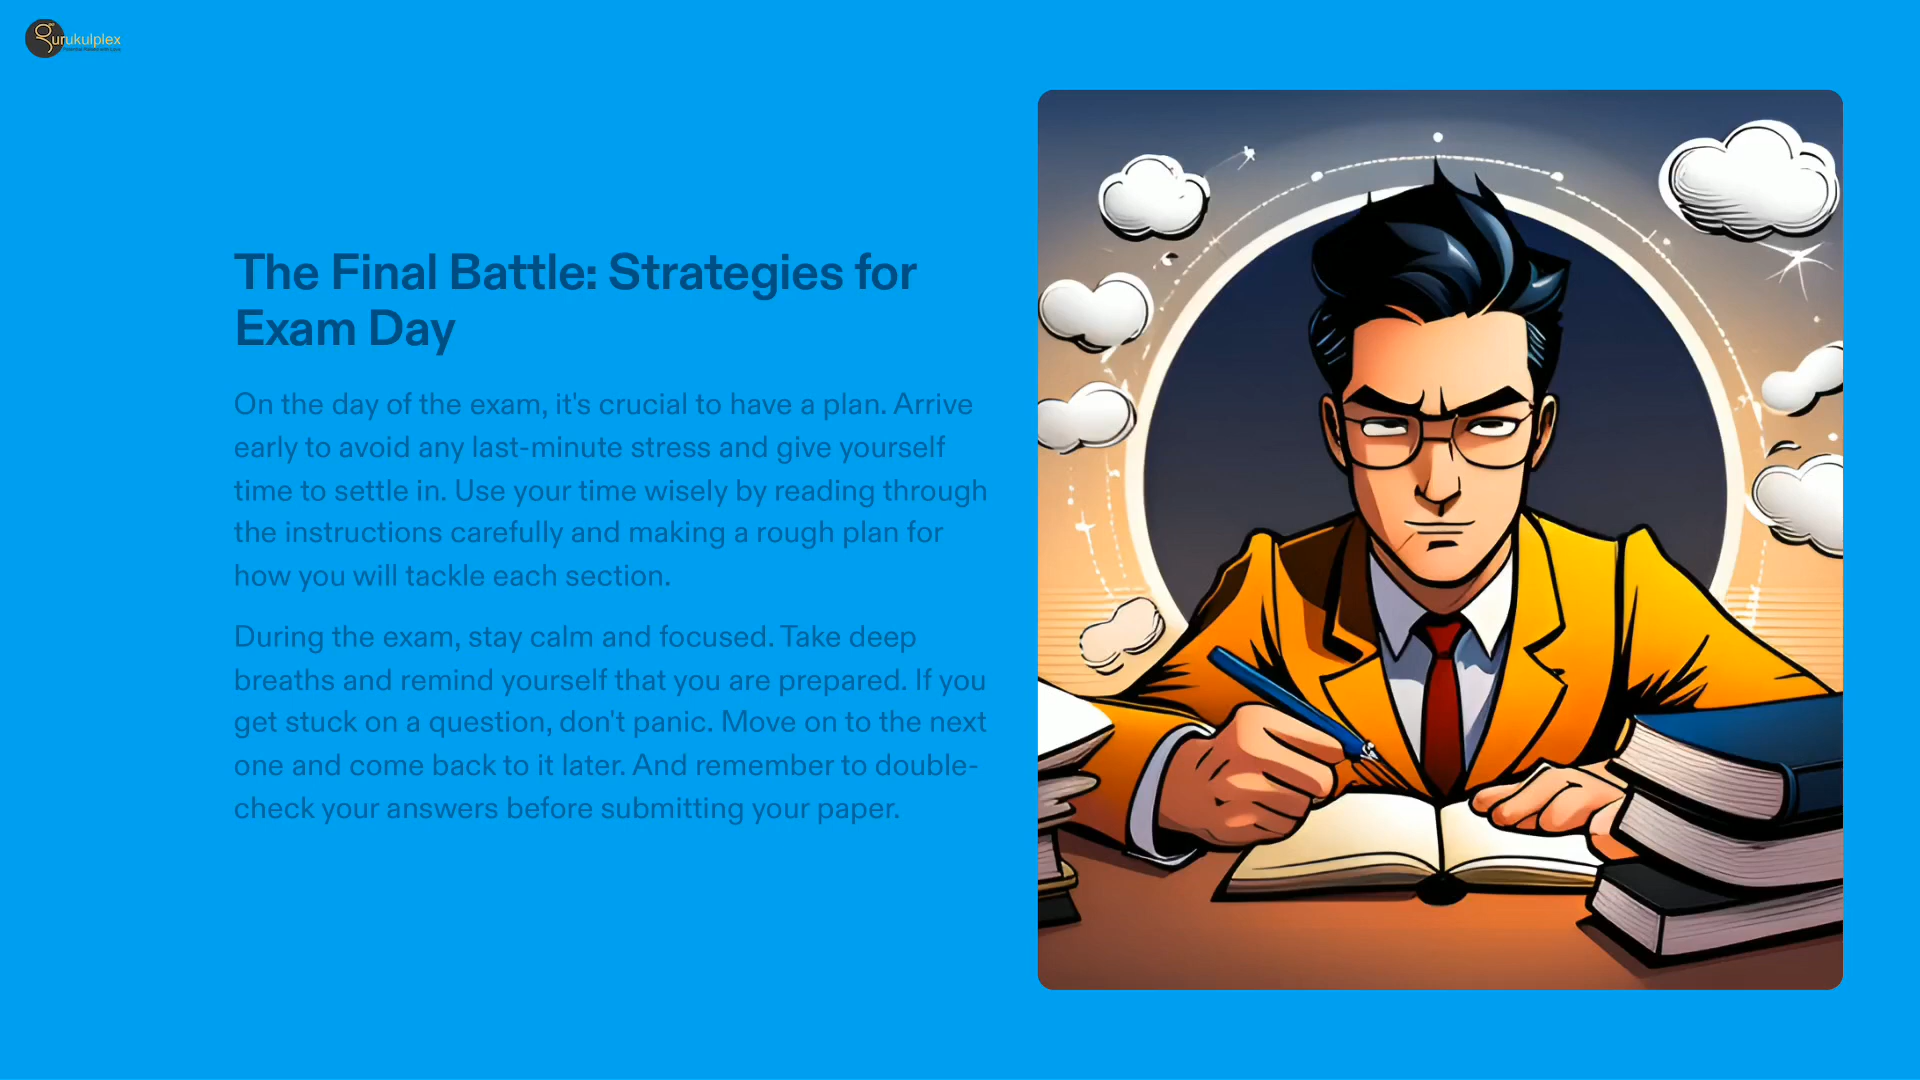 gurukulplex
The Final Battle: Strategies for
Exam Day
On the day of the exam, it's crucial to have a plan. Arrive
early to avoid any last-minute stress and give yourself
time to settle in. Use your time wisely by reading through
the instructions carefully and making a rough plan for
how you will tackle each section.
During the exam, stay calm and focused. Take deep
breaths and remind yourself that you are prepared. If you
get stuck on a question, don't panic. Move on to the next
one and come back to it later. And remember to double-
check your answers before submitting your paper.